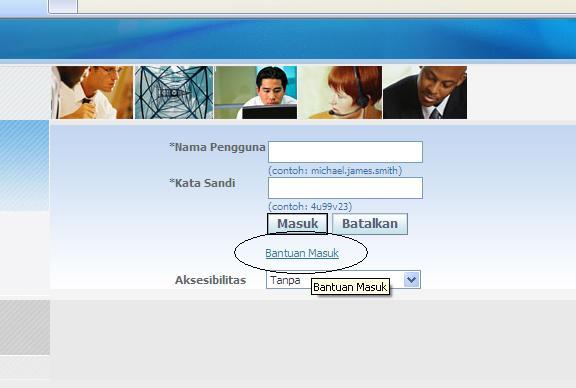 *Nama Pengguna
(contoh: michael.james.smith)
*Kata Sandi
(contoh: 4u99v23)
Masuk Batalkan
Bantuan Masuk
Aksesibilitas Tanpa
Bantuan Masuk